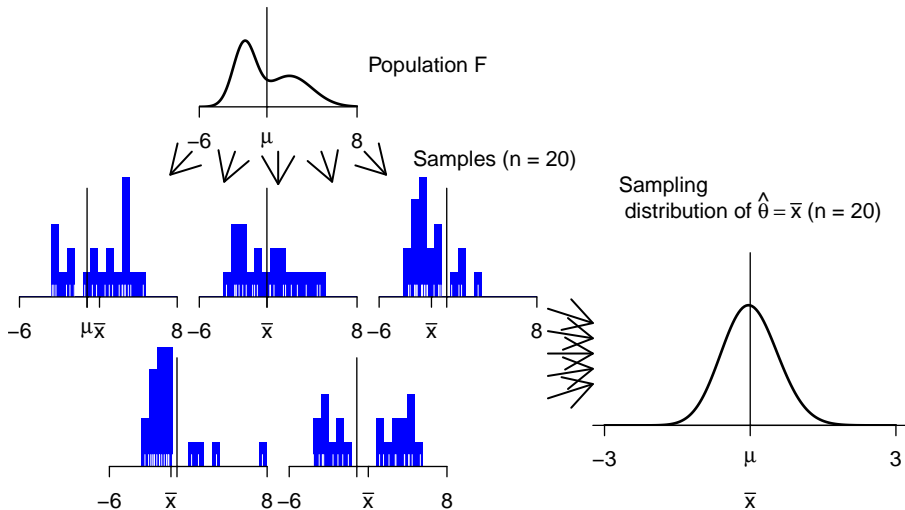 Population F
−6 μ 8
Samples (n = 20)
Sampling
distribution of θ̂ = x̅ (n = 20)
−6 μ x̅ 8
−6 x̅ 8
−6 x̅ 8
−6 x̅ 8
−6 x̅ 8
−3 μ 3
x̅